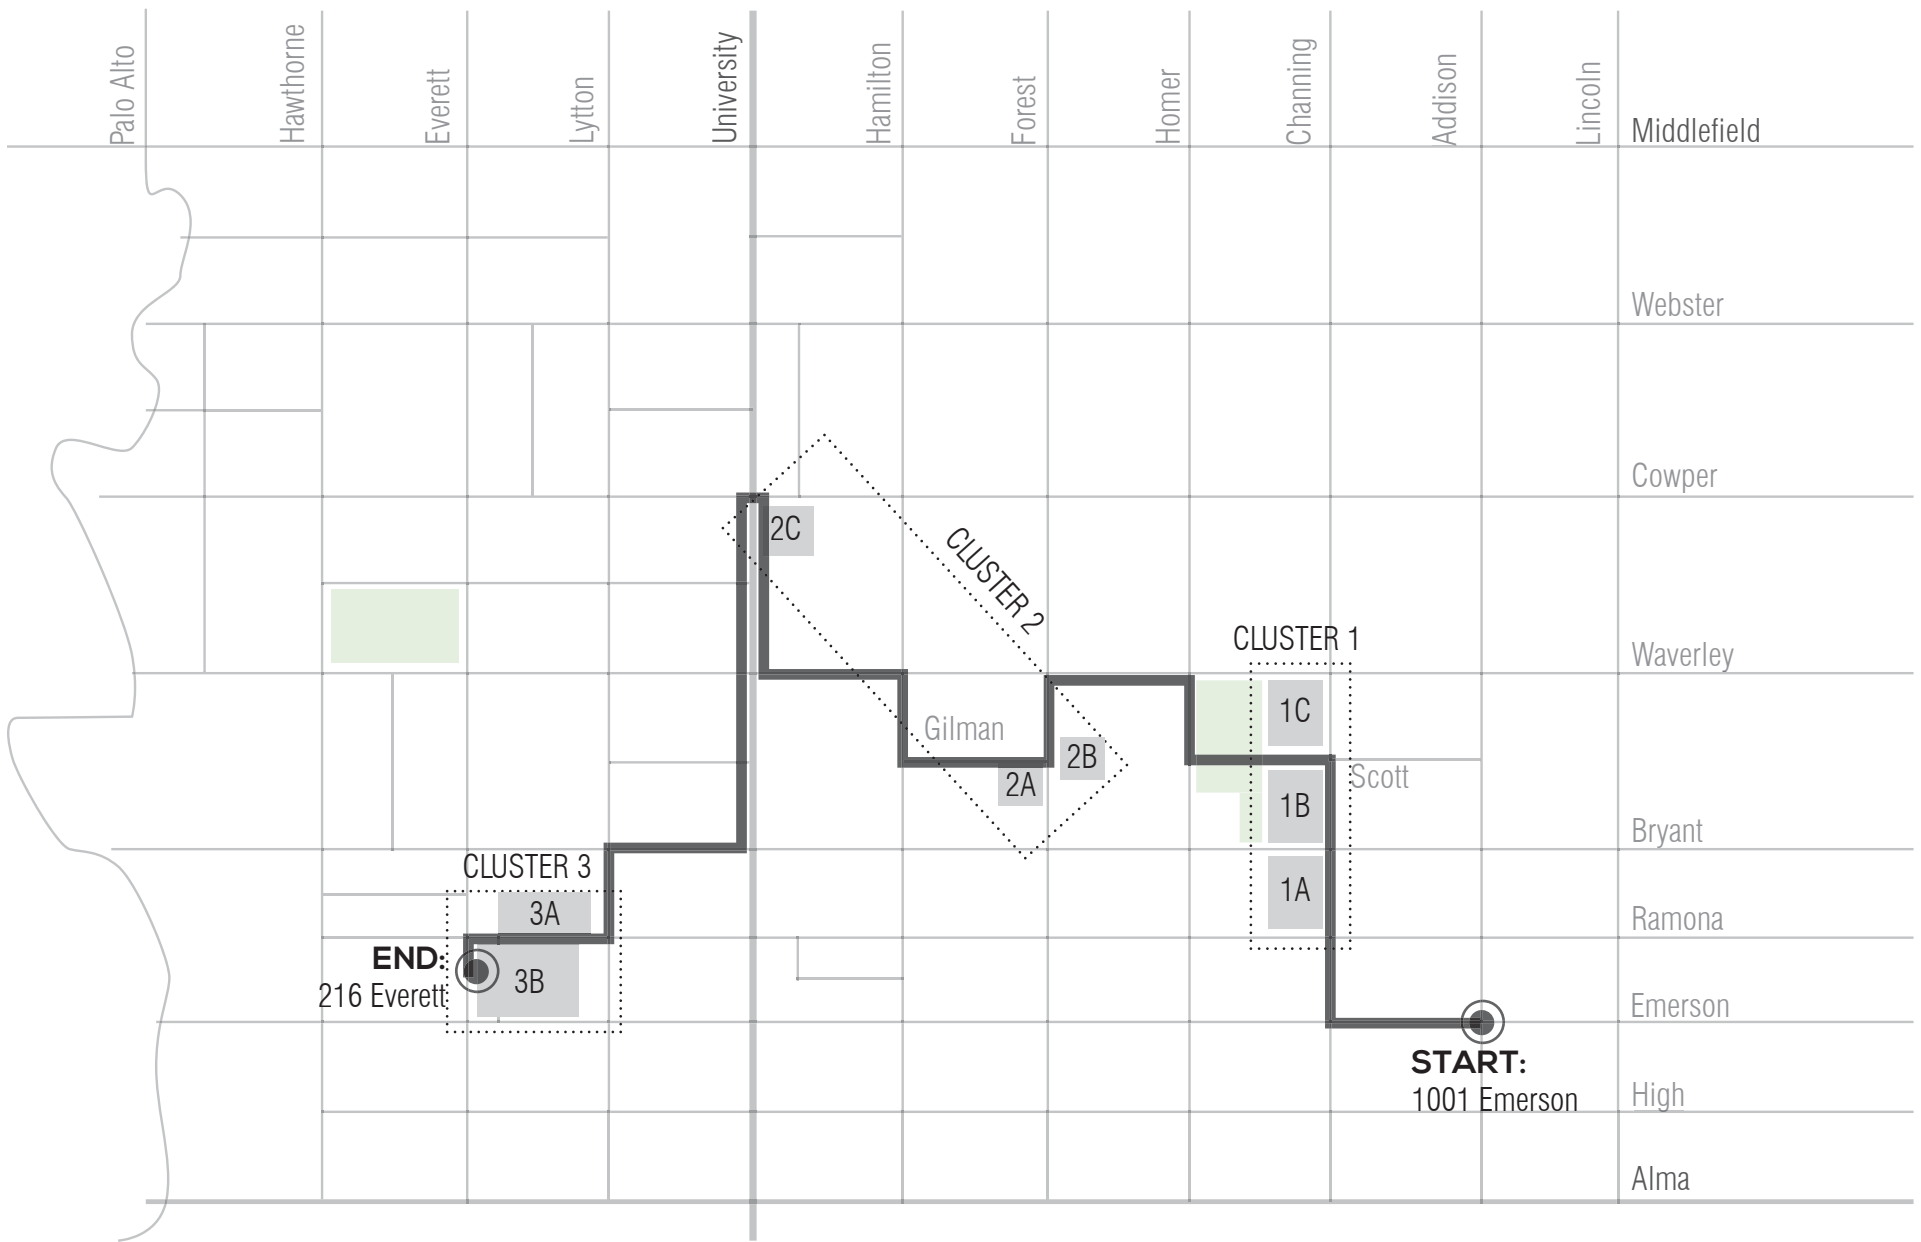 Palo Alto
Hawthorne
Everett
Lytton
University
Hamilton
Forest
Homer
Channing
Addison
Lincoln
Middlefield
Webster
Cowper
2C
CLUSTER 2
CLUSTER 1
Waverley
1C
Gilman
2B
2A
Scott
1B
Bryant
CLUSTER 3
1A
3A
Ramona
END:
216 Everett
3B
Emerson
START:
1001 Emerson
High
Alma